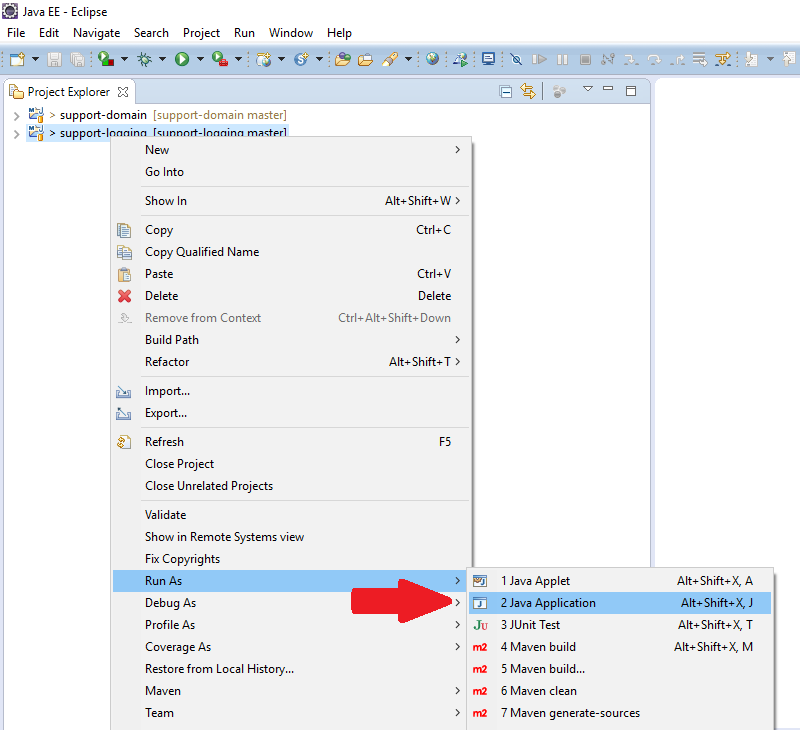 Java EE - Eclipse
File Edit Navigate Search Project Run Window Help
Project Explorer
> support-domain [support-domain master]
> support-logging [support-logging master]
New
Go Into
Show In Alt+Shift+W
Copy Ctrl+C
Copy Qualified Name
Paste Ctrl+V
Delete Delete
Remove from Context Ctrl+Alt+Shift+Down
Build Path
Refactor Alt+Shift+T
Import...
Export...
Refresh F5
Close Project
Close Unrelated Projects
Validate
Show in Remote Systems view
Fix Copyrights
Run As
1 Java Applet Alt+Shift+X, A
Debug As
2 Java Application Alt+Shift+X, J
Profile As
Ju 3 JUnit Test Alt+Shift+X, T
Coverage As
m2 4 Maven build Alt+Shift+X, M
Restore from Local History...
m2 5 Maven build...
Maven
m2 6 Maven clean
Team
m2 7 Maven generate-sources